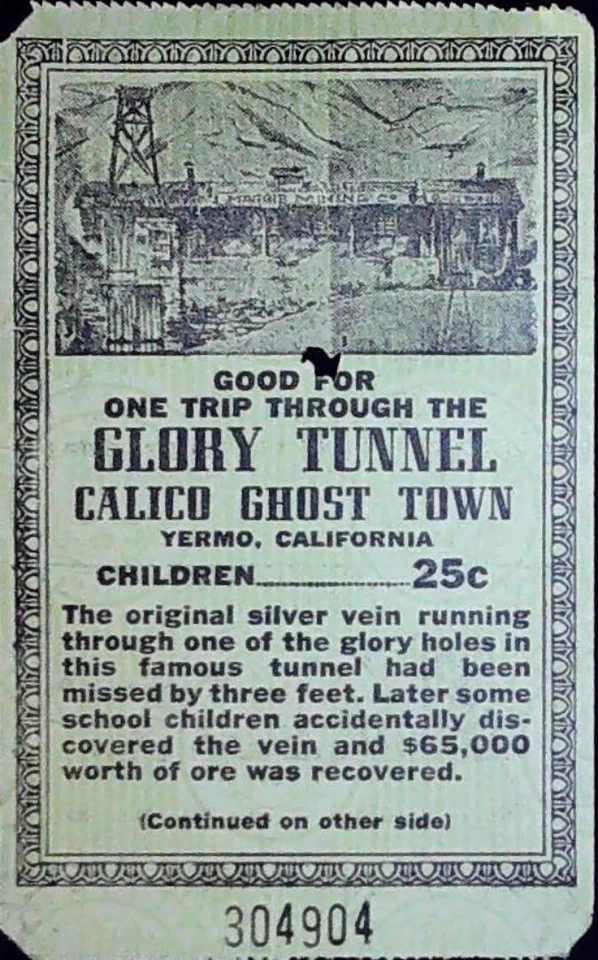 MAGGIE MINING CO
GOOD FOR
ONE TRIP THROUGH THE
GLORY TUNNEL
CALICO GHOST TOWN
YERMO, CALIFORNIA
CHILDREN..............................25c
The original silver vein running
through one of the glory holes in
this famous tunnel had been
missed by three feet. Later some
school children accidentally dis-
covered the vein and $65,000
worth of ore was recovered.
(Continued on other side)
304904